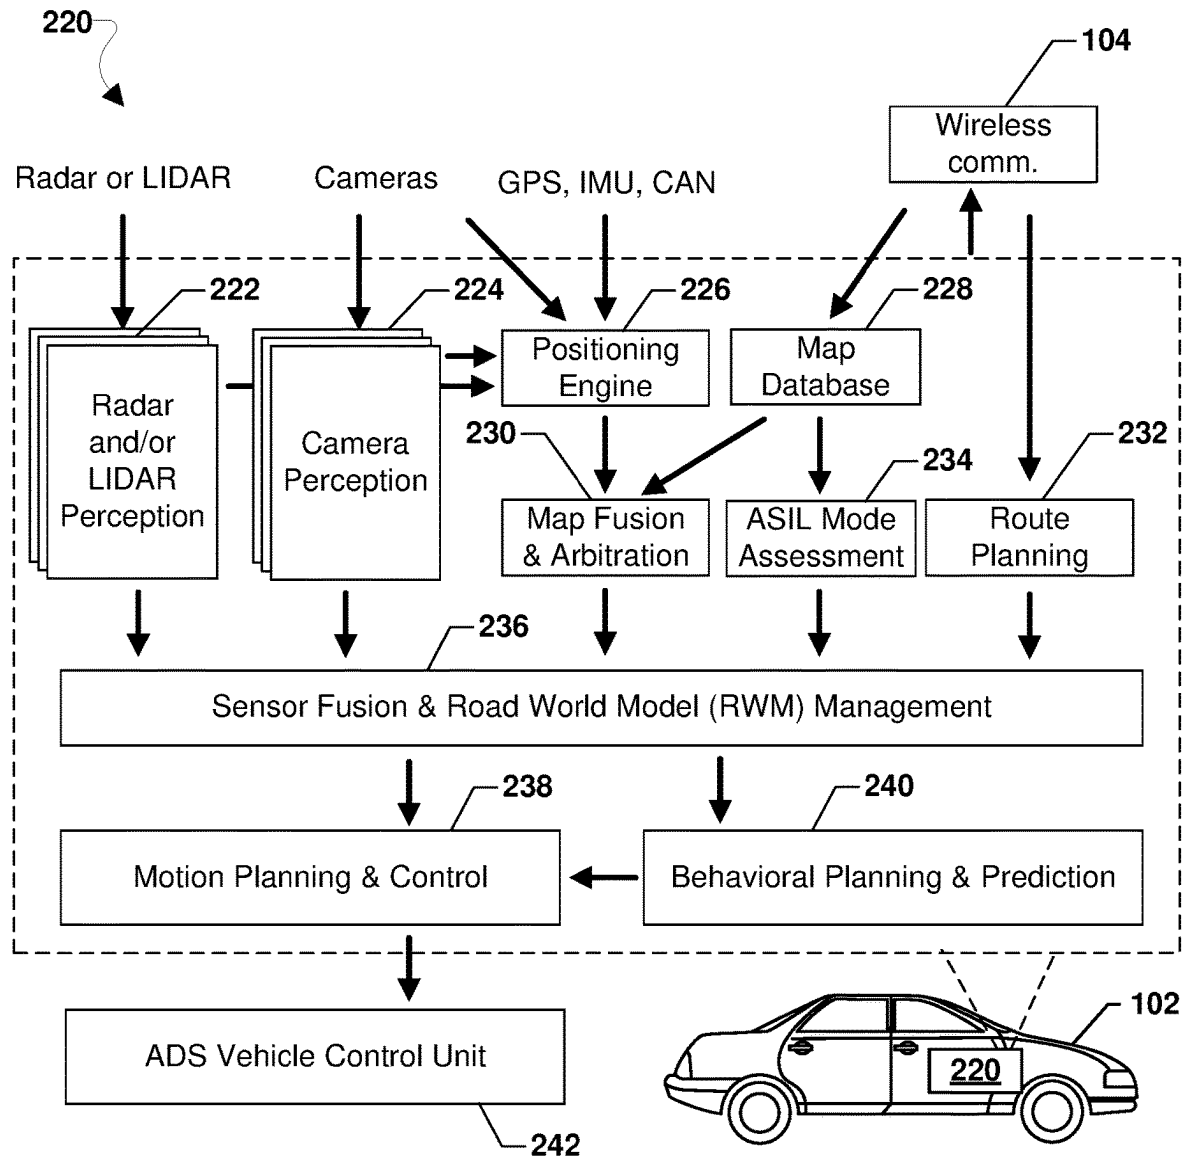 220
104
Wireless
comm.
Radar or LIDAR
Cameras
GPS, IMU, CAN
222
224
226
228
Positioning
Engine
Map
Database
Radar
and/or
LIDAR
Perception
Camera
Perception
230
234
232
Map Fusion
& Arbitration
ASIL Mode
Assessment
Route
Planning
236
Sensor Fusion & Road World Model (RWM) Management
238
240
Motion Planning & Control
Behavioral Planning & Prediction
102
ADS Vehicle Control Unit
220
242